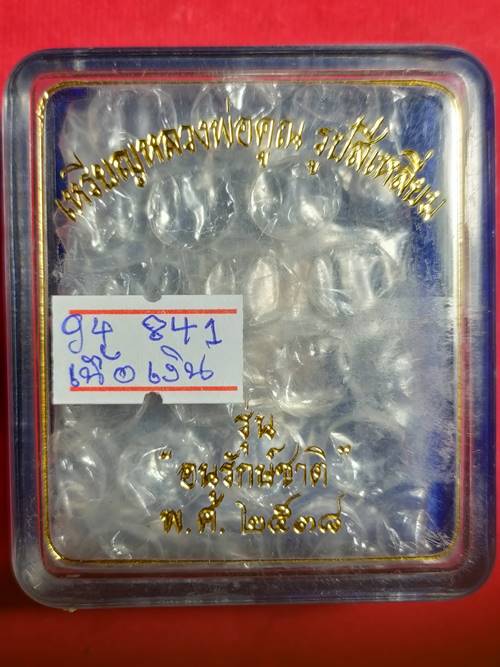 เหรียญหลวงพ่อคูณ รูปสี่เหลี่ยม
94 841
เนื้อเงิน
รุ่น
"อนุรักษ์ชาติ"
พ.ศ. ๒๕๓๘